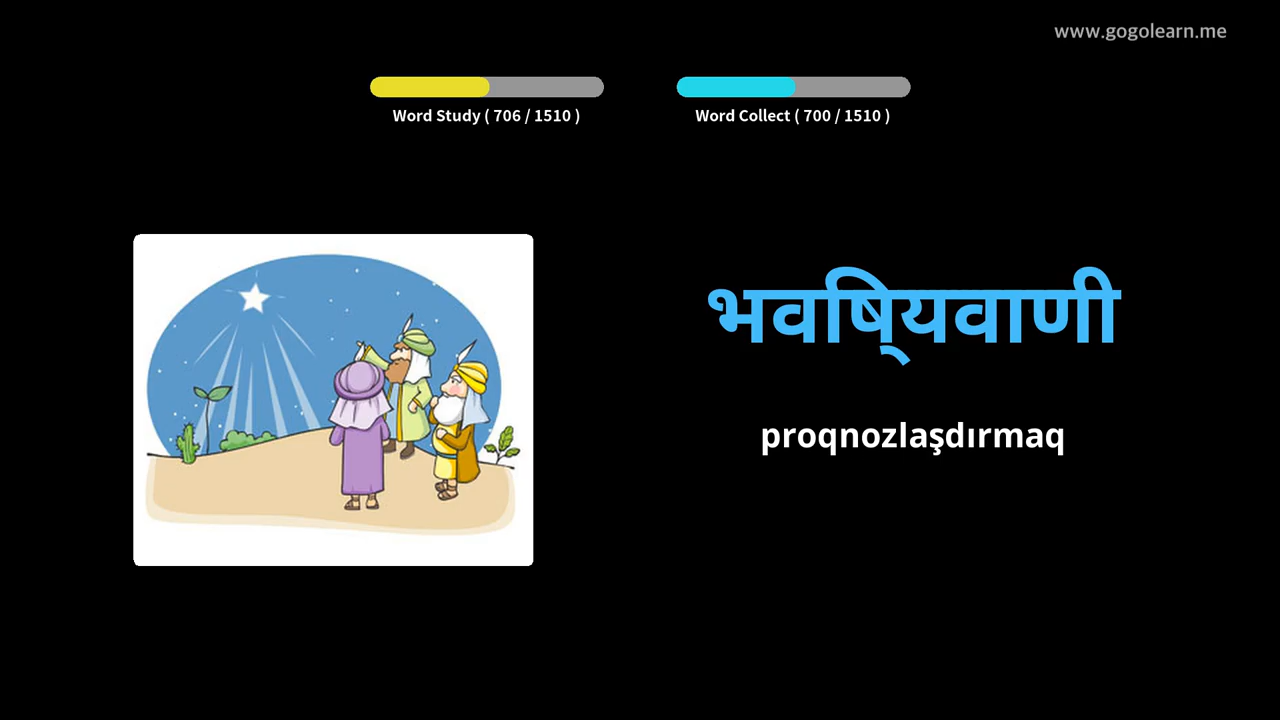 www.gogolearn.me
Word Study ( 706 / 1510 )
Word Collect ( 700 / 1510 )
भवषि्यवाणी
proqnozlaşdırmaq